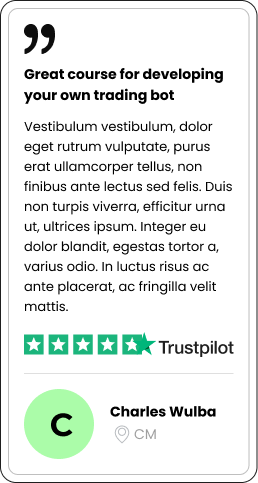 ”
Great course for developing
your own trading bot
Vestibulum vestibulum, dolor
eget rutrum vulputate, purus
erat ullamcorper tellus, non
finibus ante lectus sed felis. Duis
non turpis viverra, efficitur urna
ut, ultrices ipsum. Integer eu
dolor blandit, egestas tortor a,
varius odio. In luctus risus ac
ante placerat, ac fringilla velit
mattis.
Trustpilot
C
Charles Wulba
CM